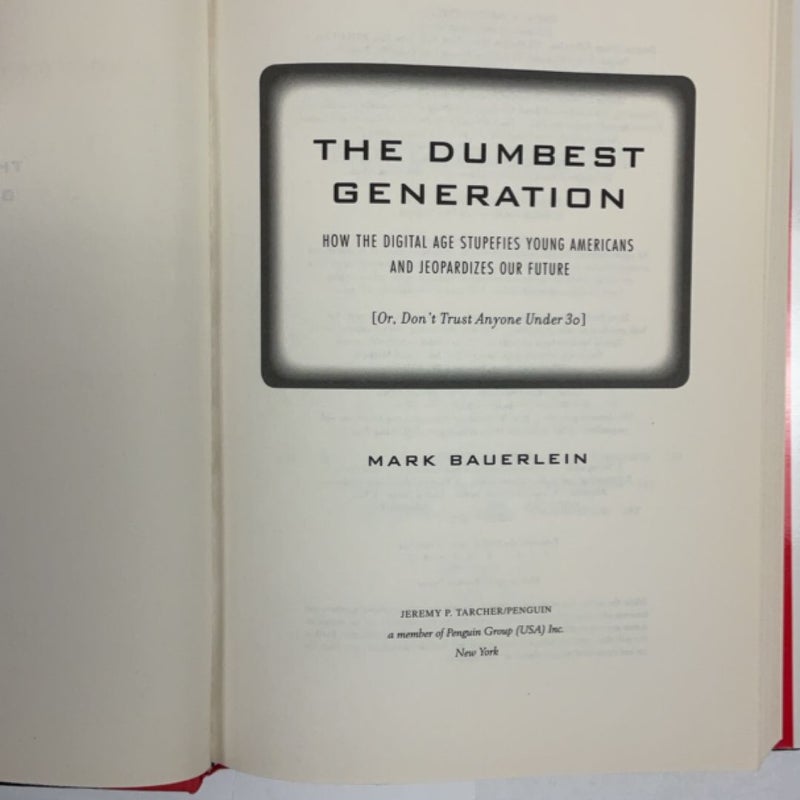 THE DUMBEST
GENERATION
HOW THE DIGITAL AGE STUPEFIES YOUNG AMERICANS
AND JEOPARDIZES OUR FUTURE
[Or, Don't Trust Anyone Under 30]
MARK BAUERLEIN
JEREMY P. TARCHER/PENGUIN
a member of Penguin Group (USA) Inc.
New York